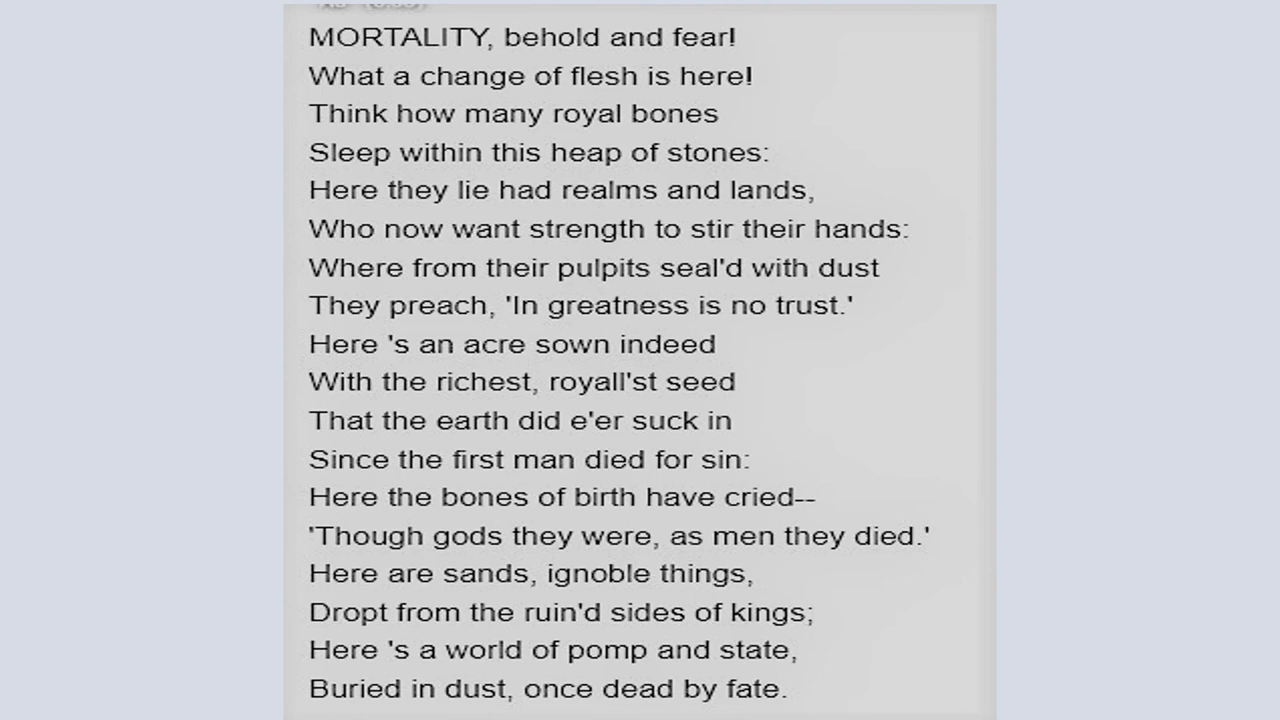 MORTALITY, behold and fear!
What a change of flesh is here!
Think how many royal bones
Sleep within this heap of stones:
Here they lie had realms and lands,
Who now want strength to stir their hands:
Where from their pulpits seal'd with dust
They preach, 'In greatness is no trust.'
Here 's an acre sown indeed
With the richest, royall'st seed
That the earth did e'er suck in
Since the first man died for sin:
Here the bones of birth have cried--
'Though gods they were, as men they died.'
Here are sands, ignoble things,
Dropt from the ruin'd sides of kings;
Here 's a world of pomp and state,
Buried in dust, once dead by fate.